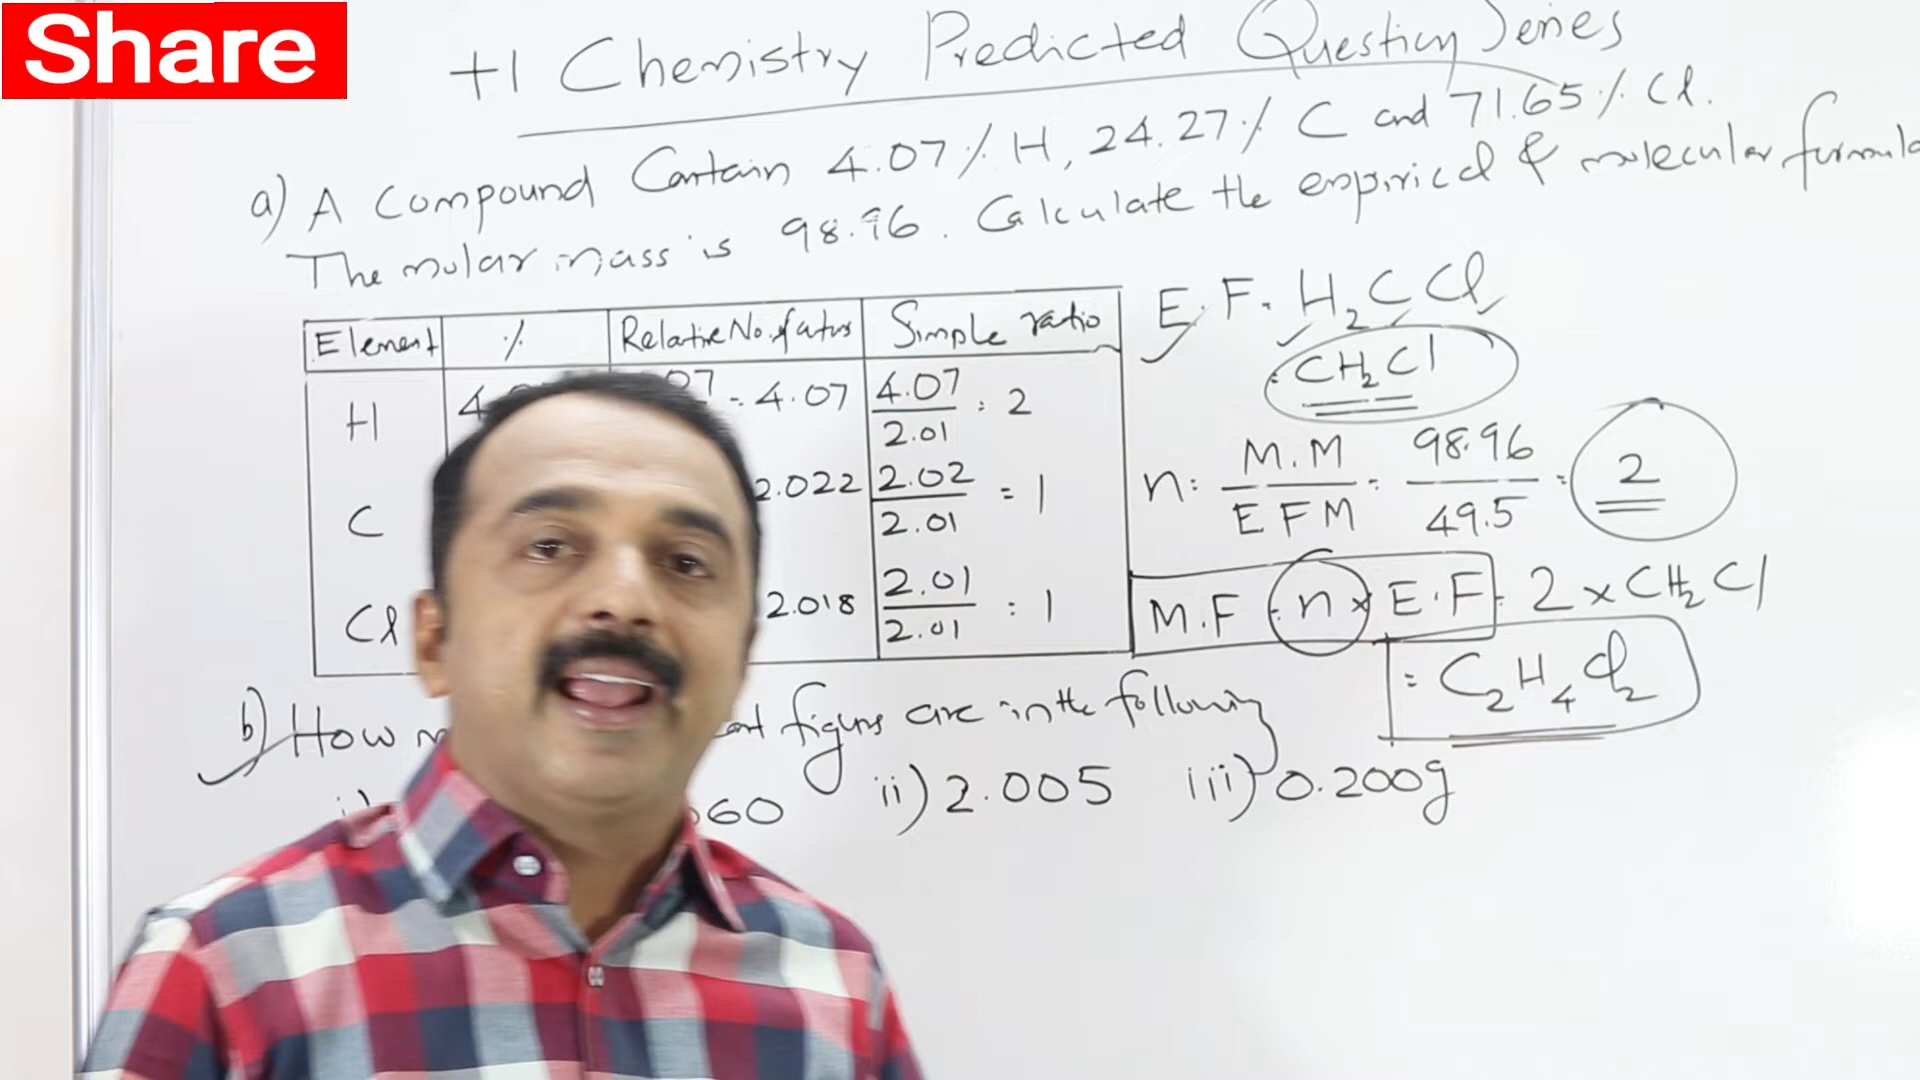 Share
+1 Chemistry Predicted Question Series
a) A compound Contain 4.07% H, 24.27% C and 71.65% Cl.
The molar mass is 98.96. Calculate the empirical & molecular formula
Element % Relative No. of atms Simple ratio
H 4. 07 = 4.07 4.07/2.01 = 2
C 2.022 2.02/2.01 = 1
Cl 2.018 2.01/2.01 = 1
E.F = H₂CCl
= CH₂Cl
n = M.M/EFM = 98.96/49.5 = 2
M.F = n × E.F = 2 × CH₂Cl
= C₂H₄Cl₂
b) How figures are in the following
i) 060 ii) 2.005 iii) 0.200g